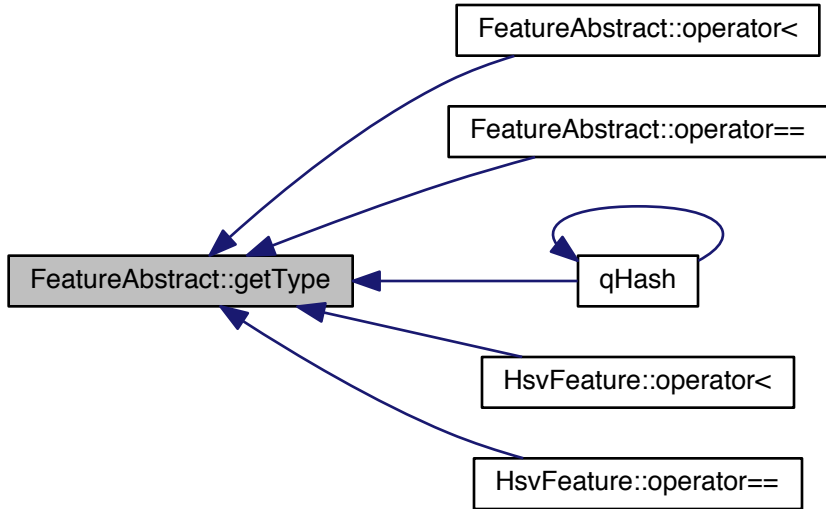 FeatureAbstract::operator<
FeatureAbstract::operator==
FeatureAbstract::getType
qHash
HsvFeature::operator<
HsvFeature::operator==